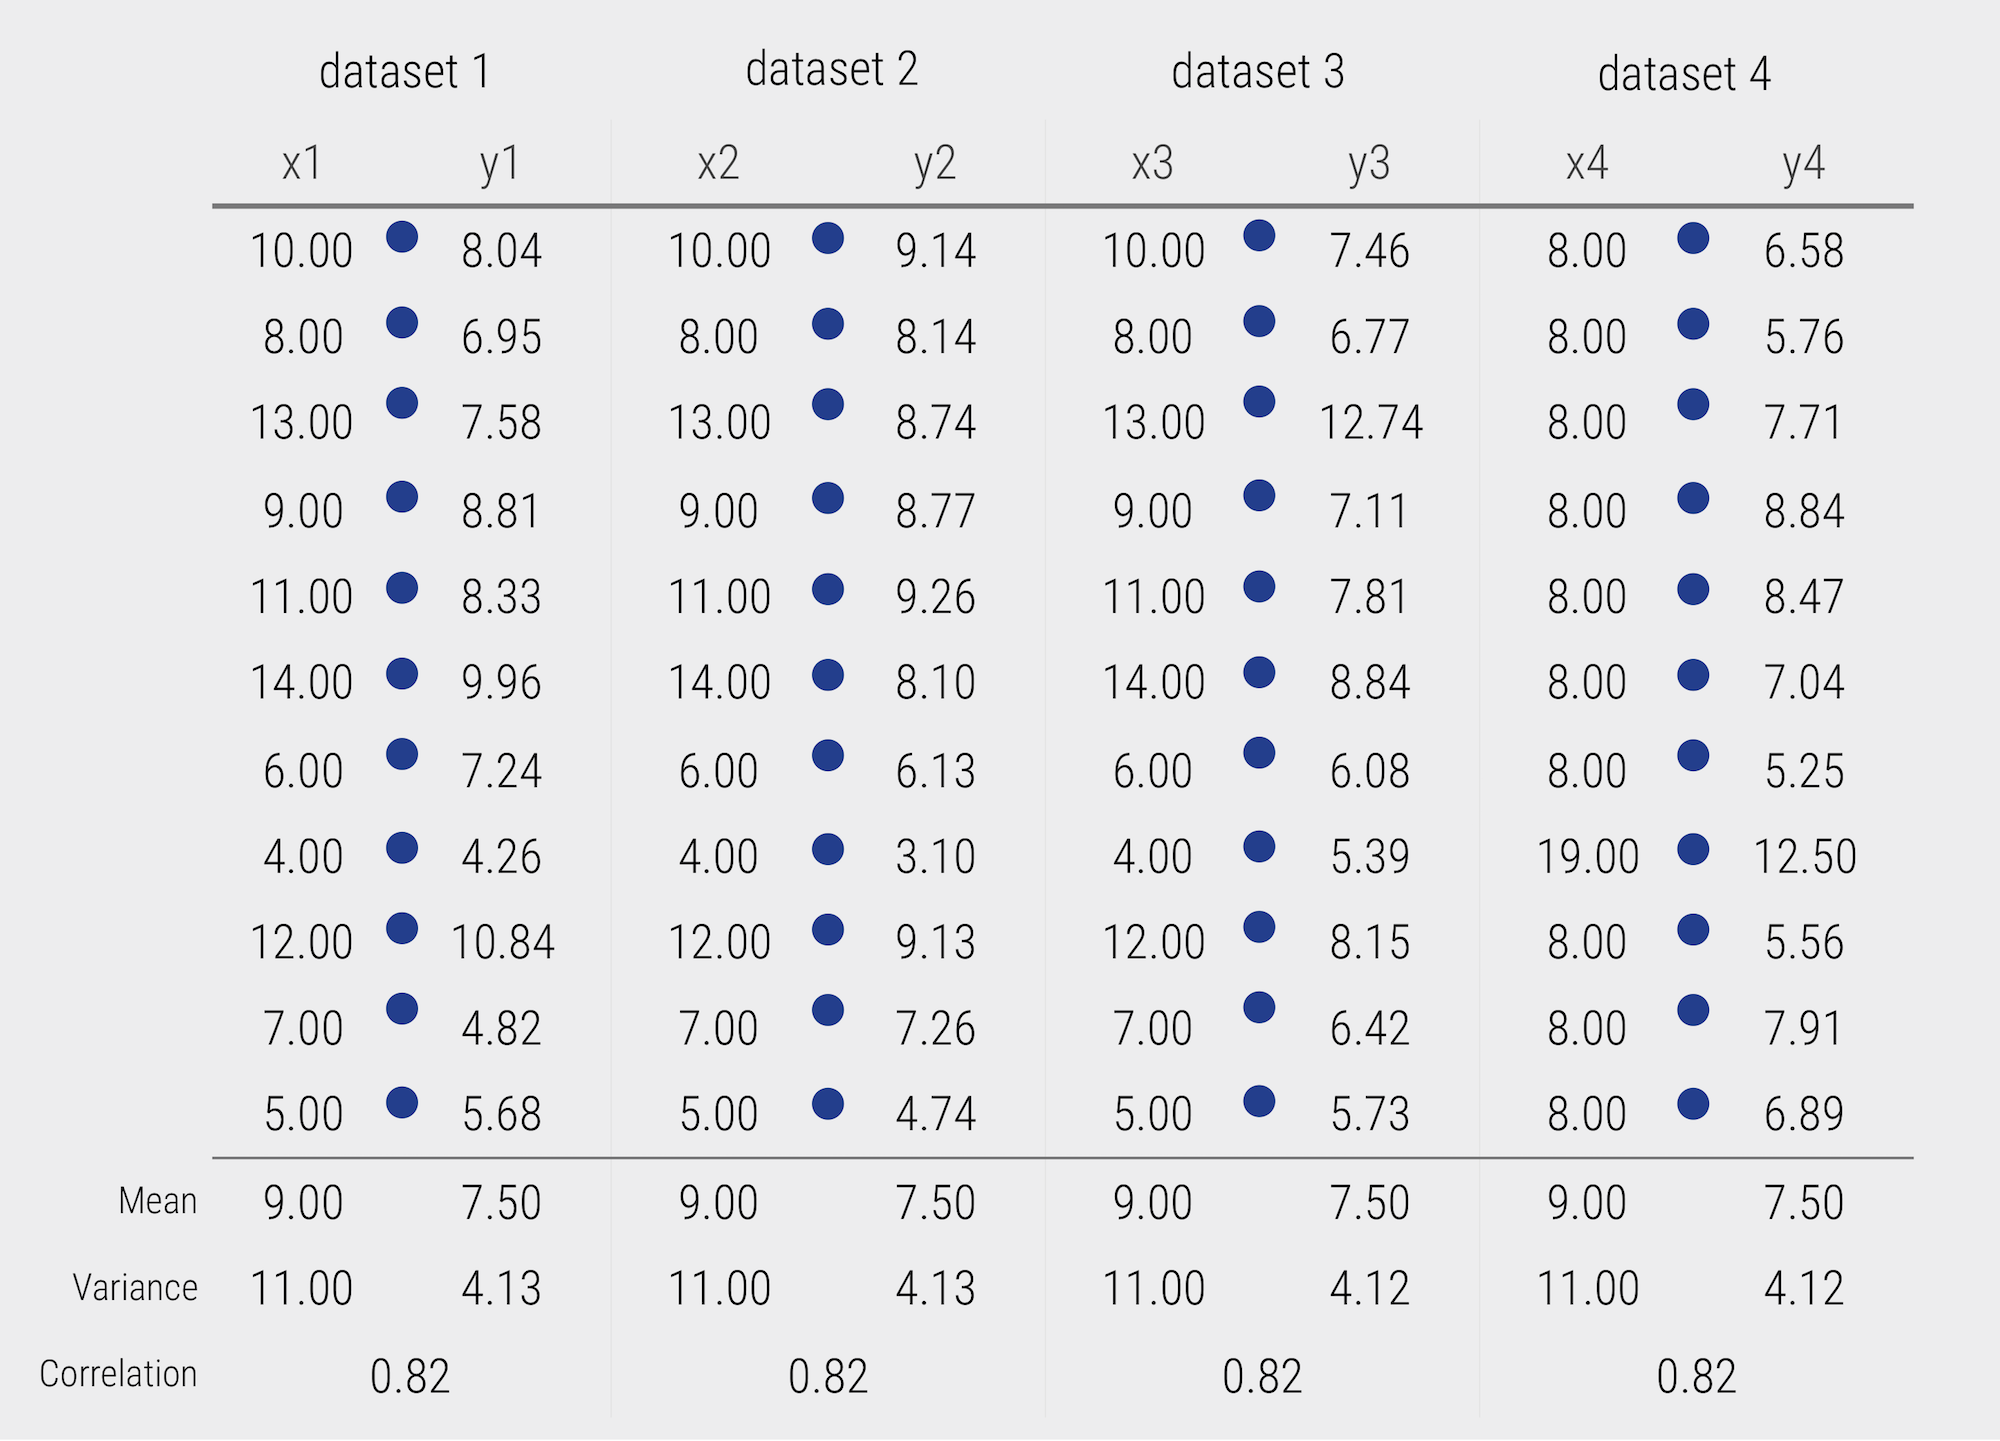 dataset 1 dataset 2 dataset 3 dataset 4
x1 y1 x2 y2 x3 y3 x4 y4
10.00 8.04 10.00 9.14 10.00 7.46 8.00 6.58
8.00 6.95 8.00 8.14 8.00 6.77 8.00 5.76
13.00 7.58 13.00 8.74 13.00 12.74 8.00 7.71
9.00 8.81 9.00 8.77 9.00 7.11 8.00 8.84
11.00 8.33 11.00 9.26 11.00 7.81 8.00 8.47
14.00 9.96 14.00 8.10 14.00 8.84 8.00 7.04
6.00 7.24 6.00 6.13 6.00 6.08 8.00 5.25
4.00 4.26 4.00 3.10 4.00 5.39 19.00 12.50
12.00 10.84 12.00 9.13 12.00 8.15 8.00 5.56
7.00 4.82 7.00 7.26 7.00 6.42 8.00 7.91
5.00 5.68 5.00 4.74 5.00 5.73 8.00 6.89
Mean 9.00 7.50 9.00 7.50 9.00 7.50 9.00 7.50
Variance 11.00 4.13 11.00 4.13 11.00 4.12 11.00 4.12
Correlation 0.82 0.82 0.82 0.82